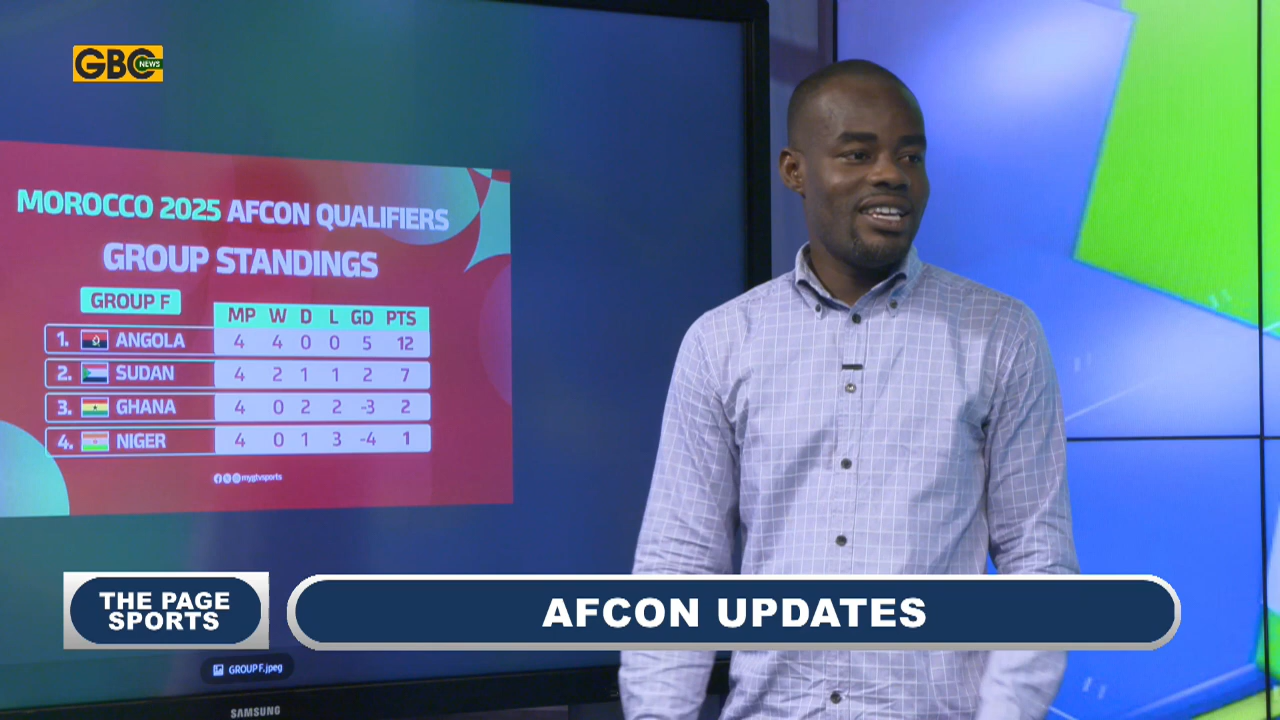 GBC NEWS
MOROCCO 2025 AFCON QUALIFIERS
GROUP STANDINGS
GROUP F
MP W D L GD PTS
1. ANGOLA 4 4 0 0 5 12
2. SUDAN 4 2 1 1 2 7
3. GHANA 4 0 2 2 -3 2
4. NIGER 4 0 1 3 -4 1
mygtvsports
THE PAGE
SPORTS
AFCON UPDATES
GROUP F.jpeg
SAMSUNG